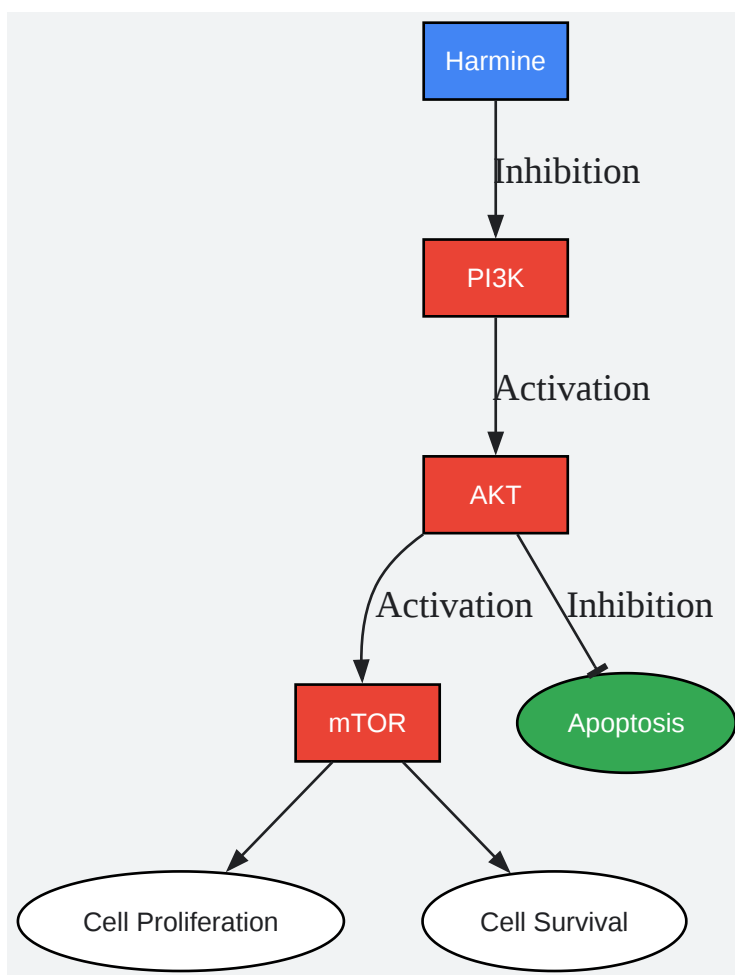 Harmine
Inhibition
PI3K
Activation
AKT
Activation
Inhibition
mTOR
Apoptosis
Cell Proliferation
Cell Survival